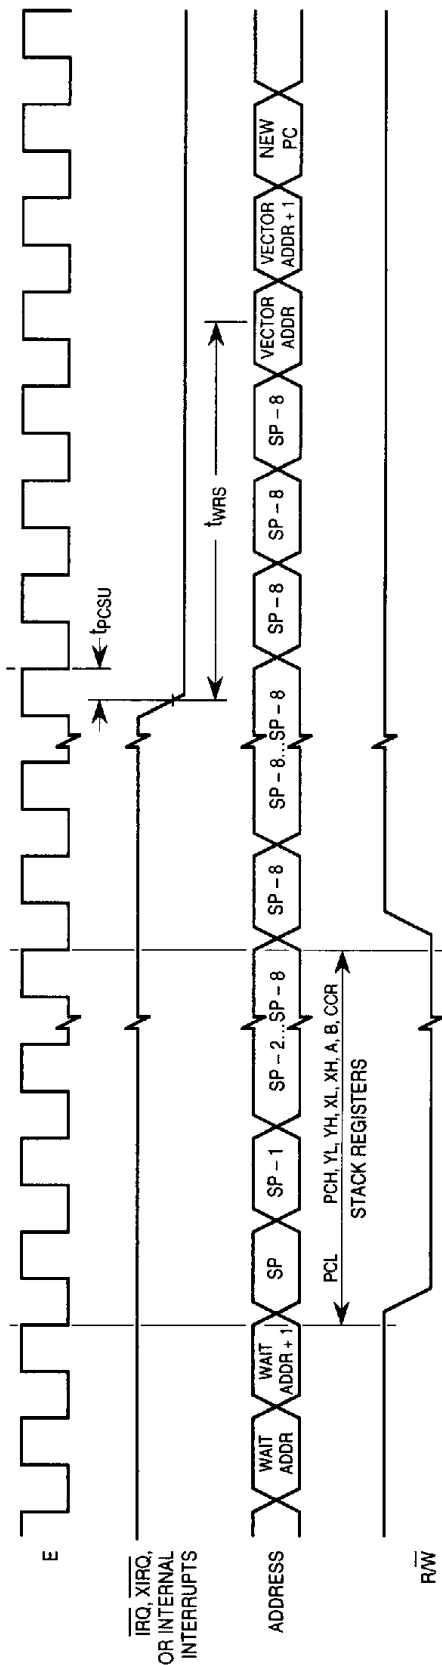 E
IRQ, XIRQ,
OR INTERNAL
INTERRUPTS
tPCSU
tWRS
ADDRESS
WAIT
ADDR
WAIT
ADDR + 1
SP
SP – 1
SP – 2...SP – 8
SP – 8
SP – 8...SP – 8
SP – 8
SP – 8
SP – 8
VECTOR
ADDR
VECTOR
ADDR + 1
NEW
PC
PCL
PCH, YL, YH, XL, XH, A, B, CCR
STACK REGISTERS
R/W